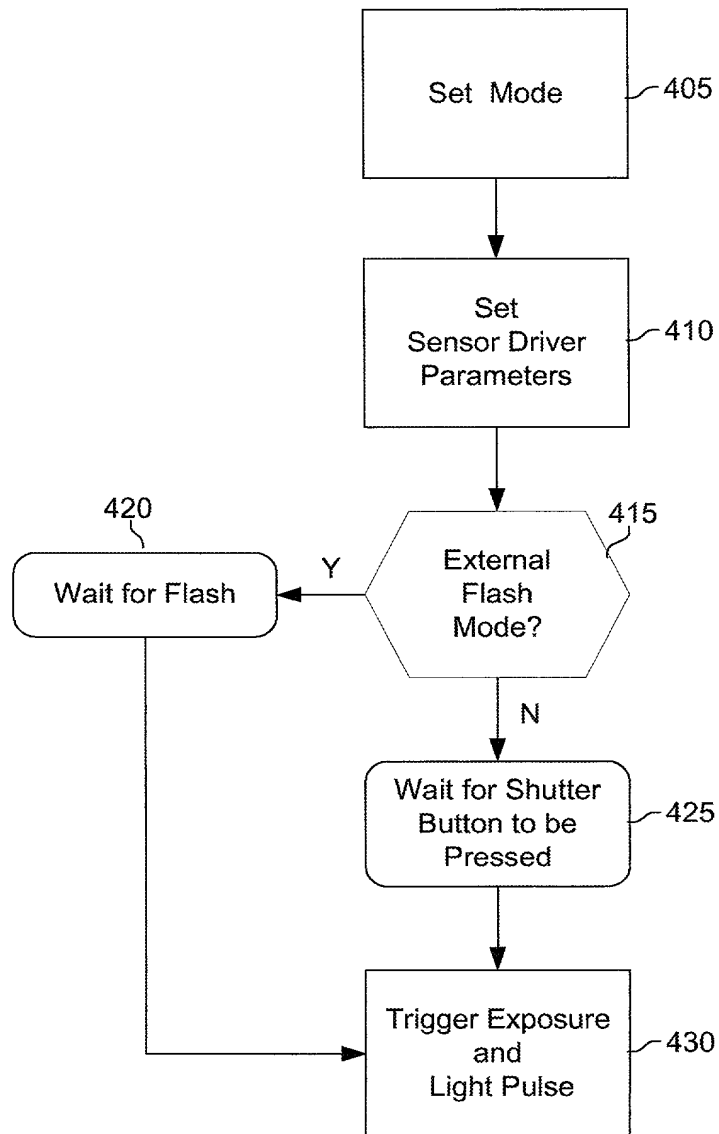 Set Mode
405
Set
Sensor Driver
Parameters
410
420
415
Wait for Flash
Y
External
Flash
Mode?
N
Wait for Shutter
Button to be
Pressed
425
Trigger Exposure
and
Light Pulse
430